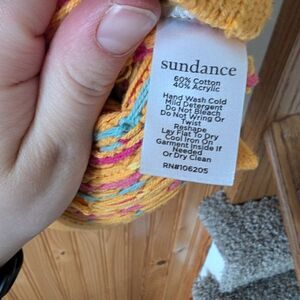 sundance
60% Cotton
40% Acrylic
Hand Wash Cold
Mild Detergent
Do Not Bleach
Do Not Wring Or
Twist
Reshape
Lay Flat To Dry
Cool Iron On
Garment Inside If
Needed
Or Dry Clean
RN#106205